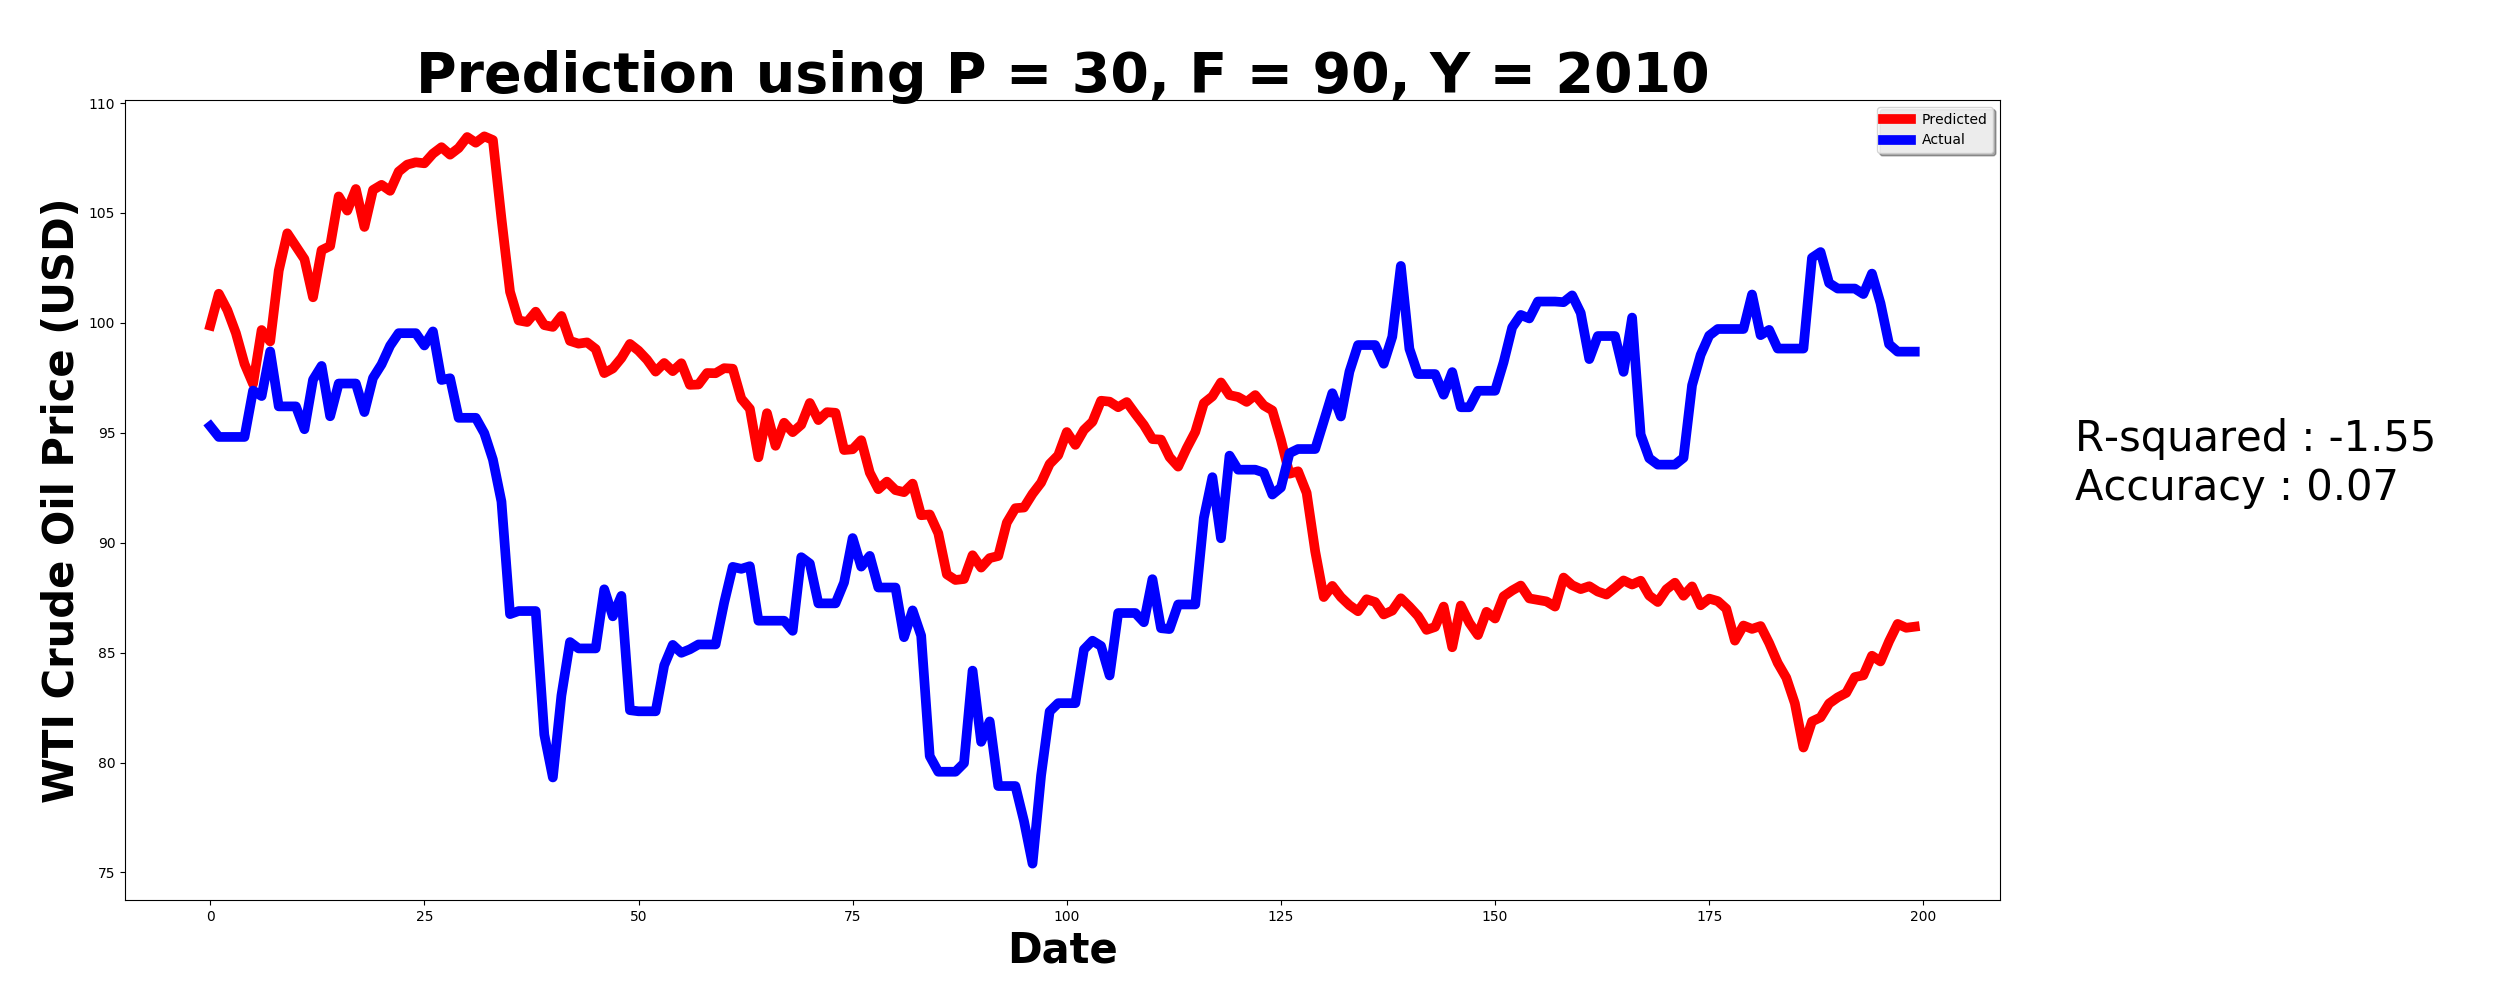 Prediction using P = 30, F = 90, Y = 2010
110
105
100
95
90
85
80
75
WTI Crude Oil Price (USD)
Predicted
Actual
R-squared : -1.55
Accuracy : 0.07
0 25 50 75 100 125 150 175 200
Date